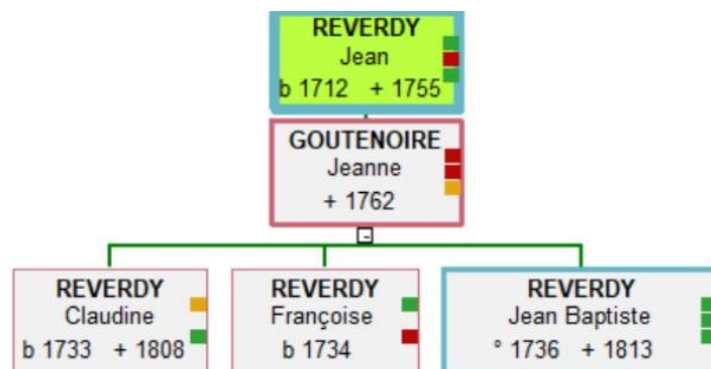 REVERDY
Jean
b 1712 + 1755
GOUTENOIRE
Jeanne
+ 1762
REVERDY
Claudine
b 1733 + 1808
REVERDY
Françoise
b 1734
REVERDY
Jean Baptiste
° 1736 + 1813